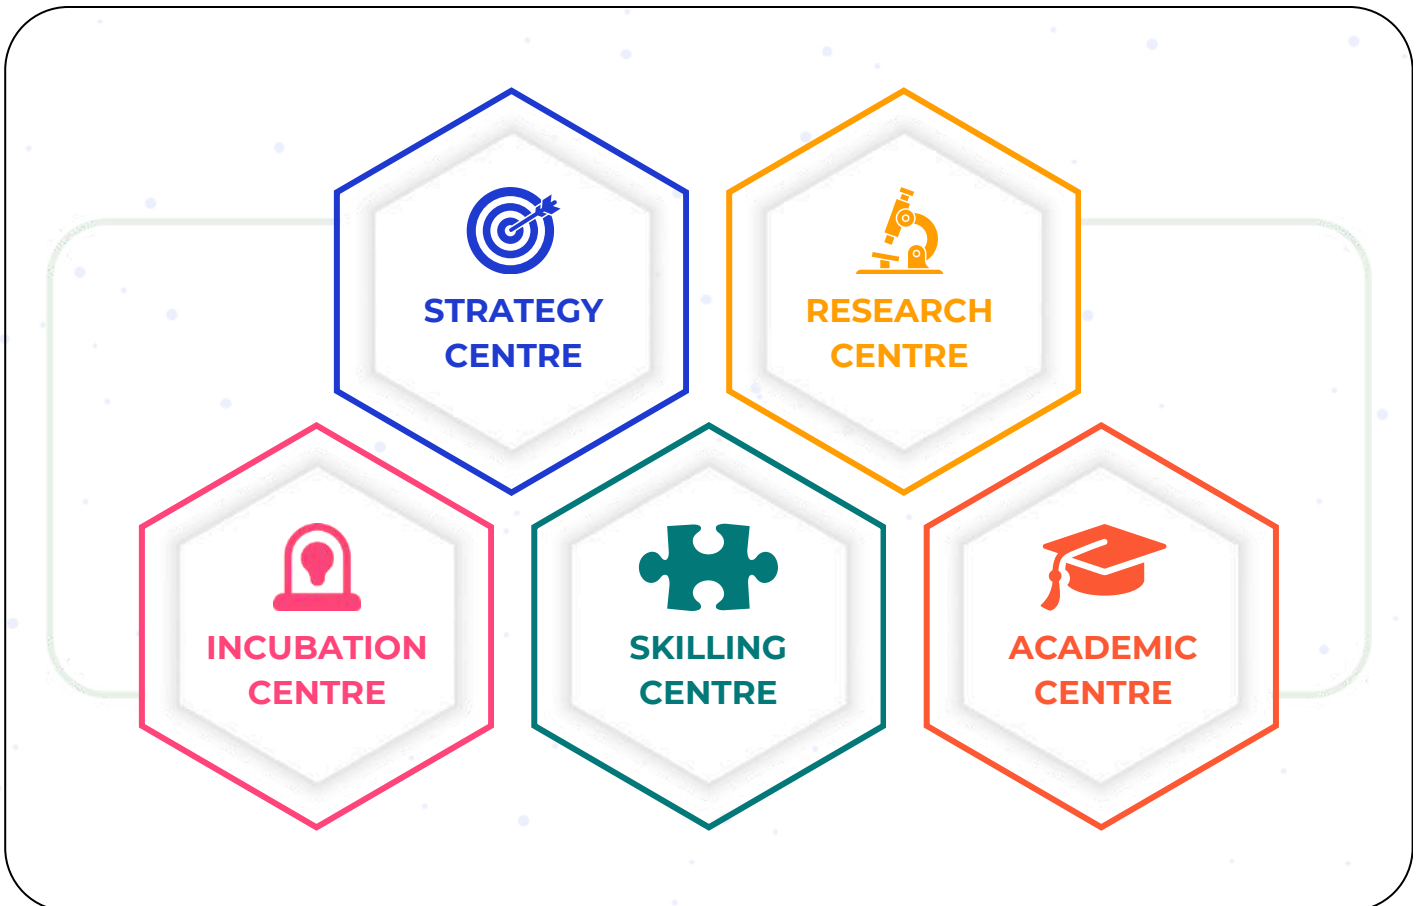 STRATEGY
CENTRE
RESEARCH
CENTRE
INCUBATION
CENTRE
SKILLING
CENTRE
ACADEMIC
CENTRE